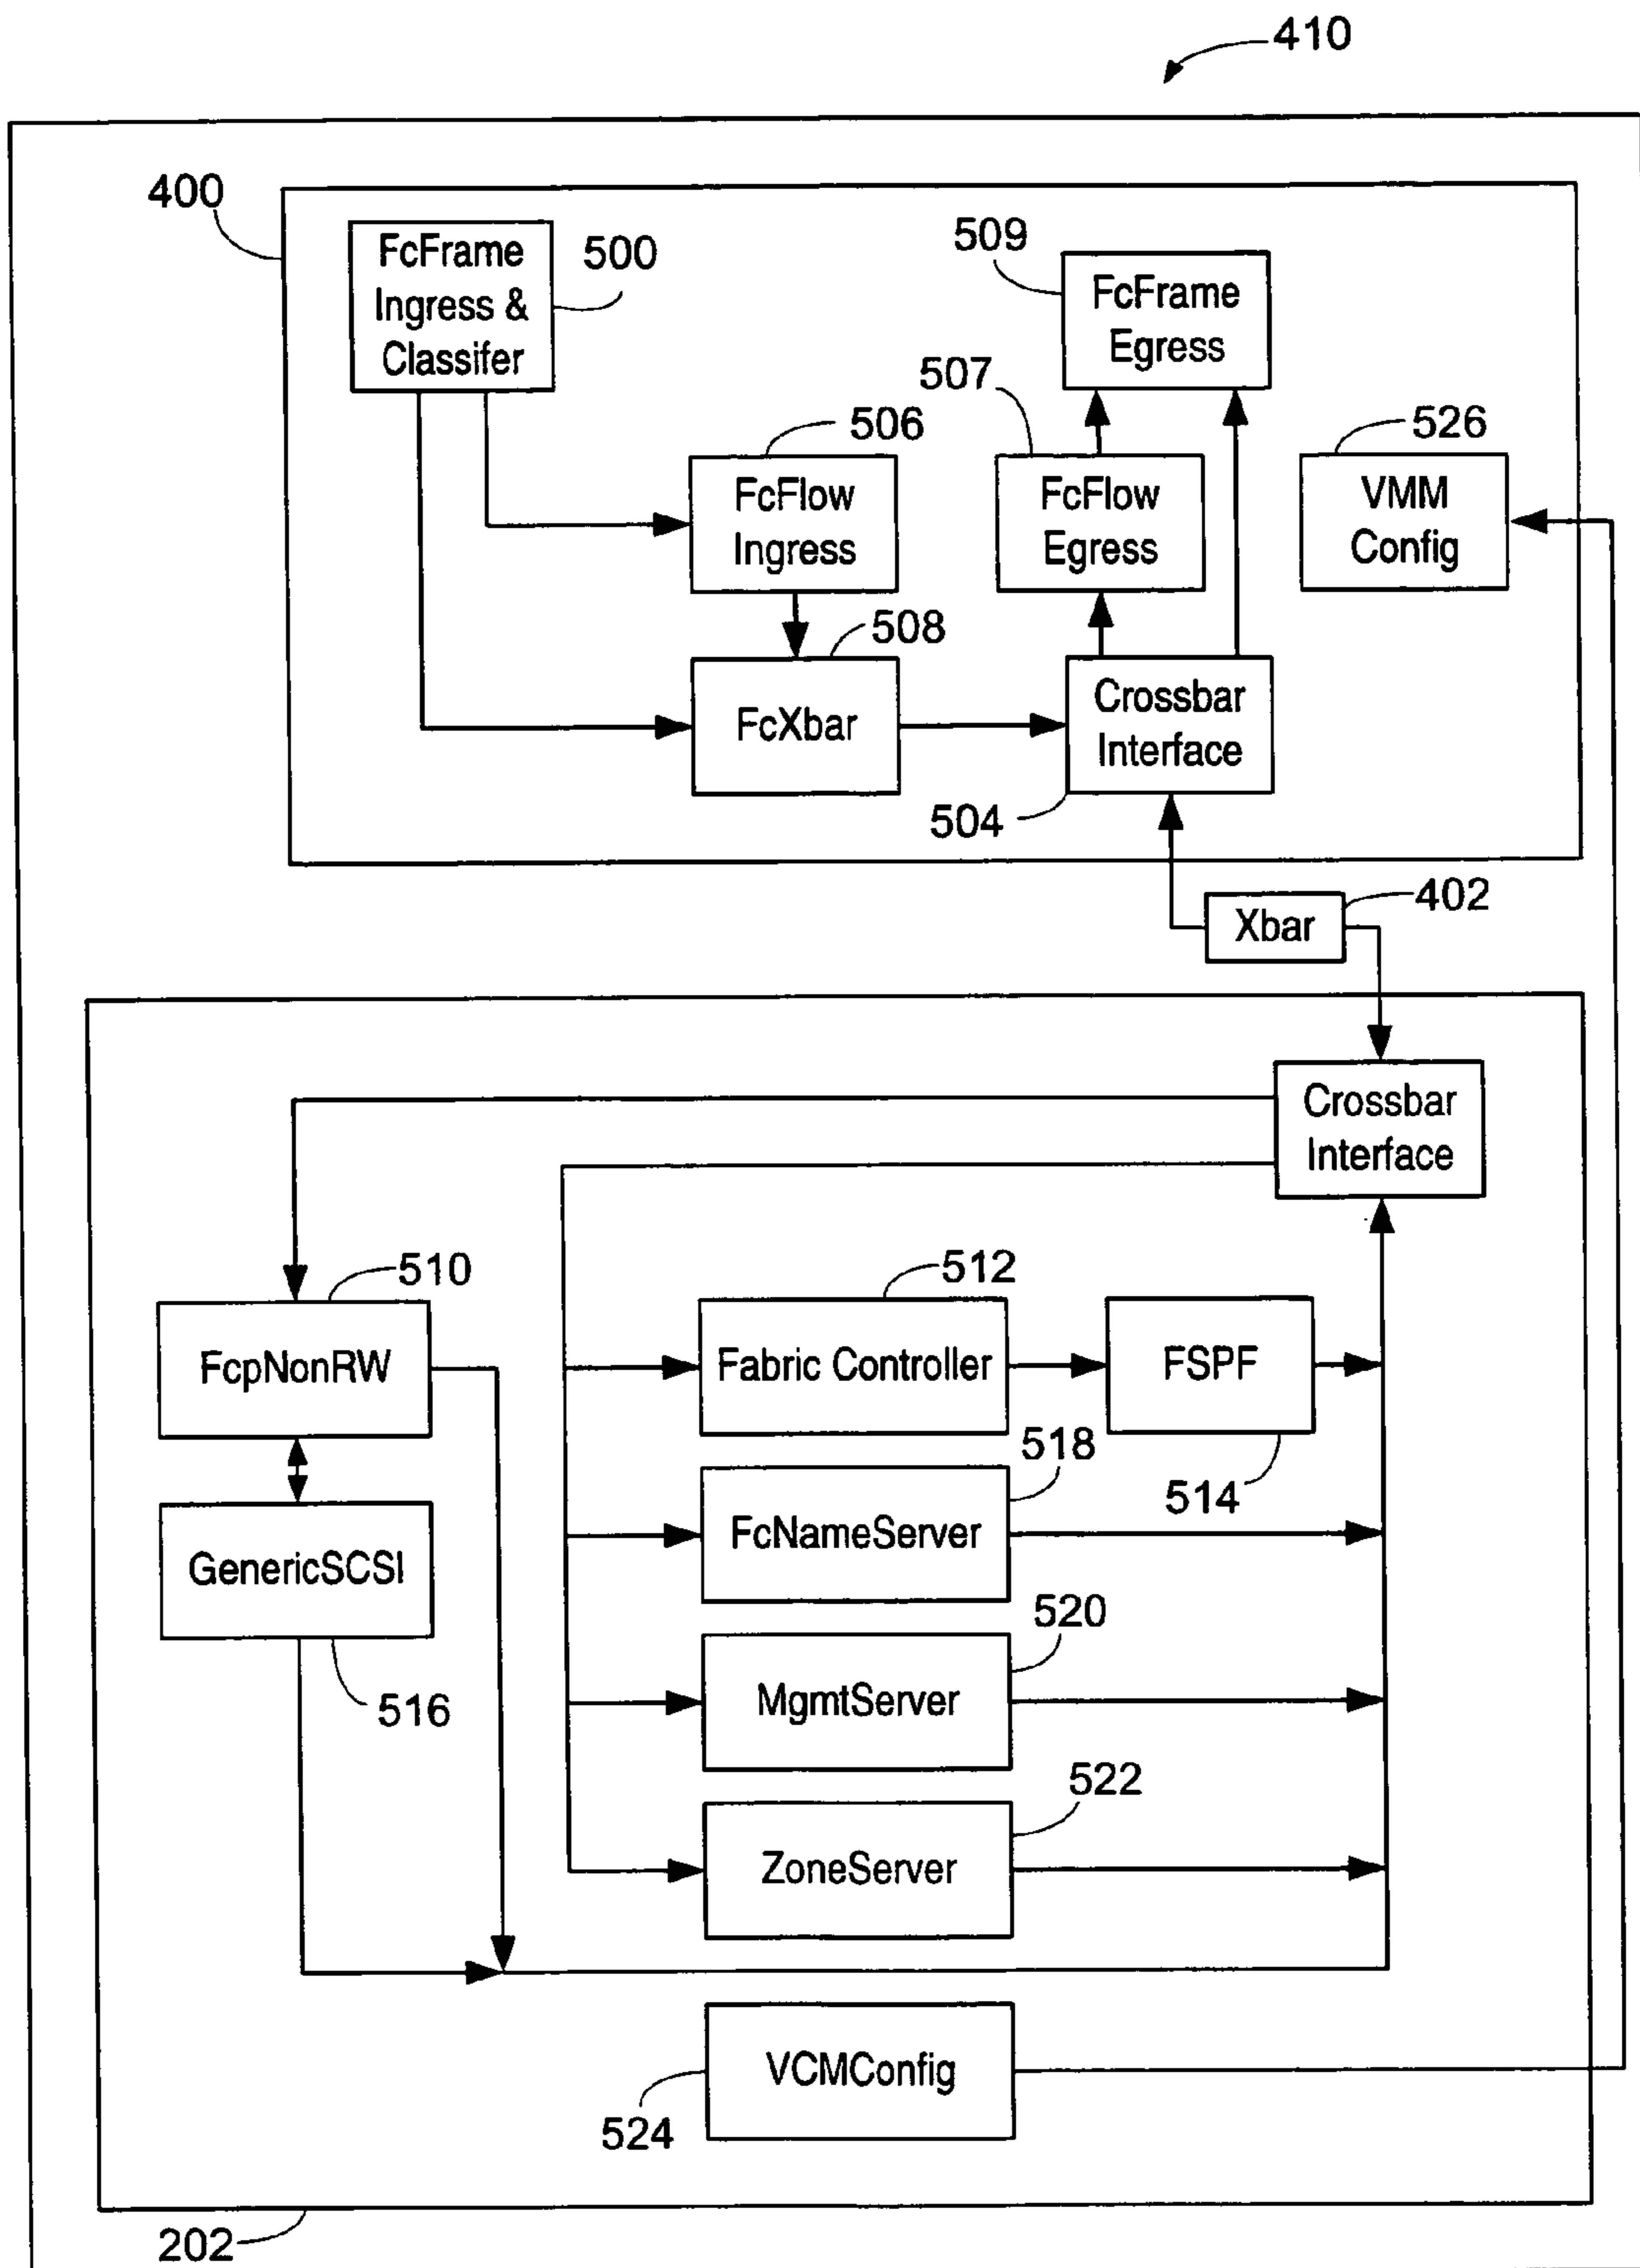 410
400
FcFrame
Ingress &
Classifer
500
509
FcFrame
Egress
507
506
526
FcFlow
Ingress
FcFlow
Egress
VMM
Config
508
FcXbar
Crossbar
Interface
504
Xbar
402
Crossbar
Interface
510
512
FcpNonRW
Fabric Controller
FSPF
518
514
GenericSCSI
FcNameServer
516
520
MgmtServer
522
ZoneServer
VCMConfig
524
202